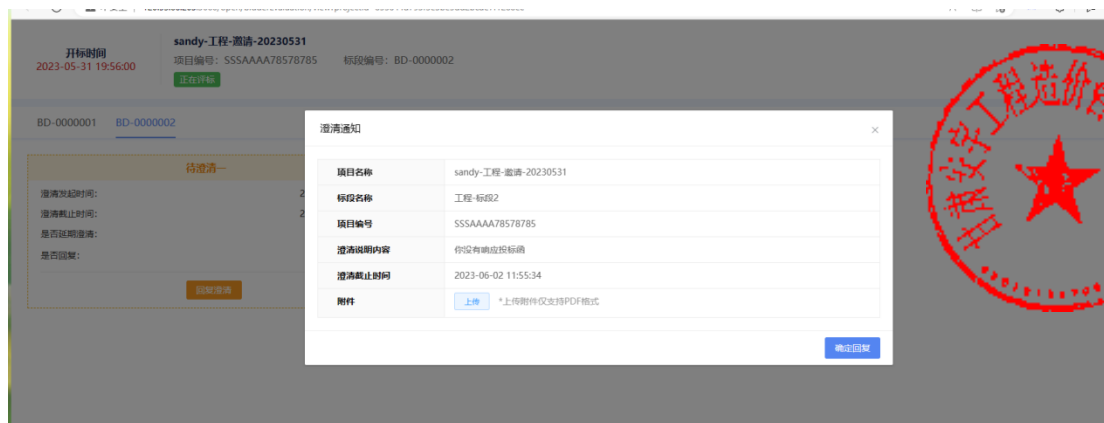 开标时间
2023-05-31 19:56:00
sandy-工程-邀请-20230531
项目编号：SSSAAAA78578785 标段编号：BD-0000002
正在评标
BD-0000001 BD-0000002
待澄清一
澄清发起时间：
澄清截止时间：
是否延期澄清：
是否回复：
回复澄清
澄清通知
项目名称 sandy-工程-邀请-20230531
标段名称 工程-标段2
项目编号 SSSAAAA78578785
澄清说明内容 你没有响应投标函
澄清截止时间 2023-06-02 11:55:34
附件 上传 *上传附件仅支持PDF格式
确定回复
工程造价